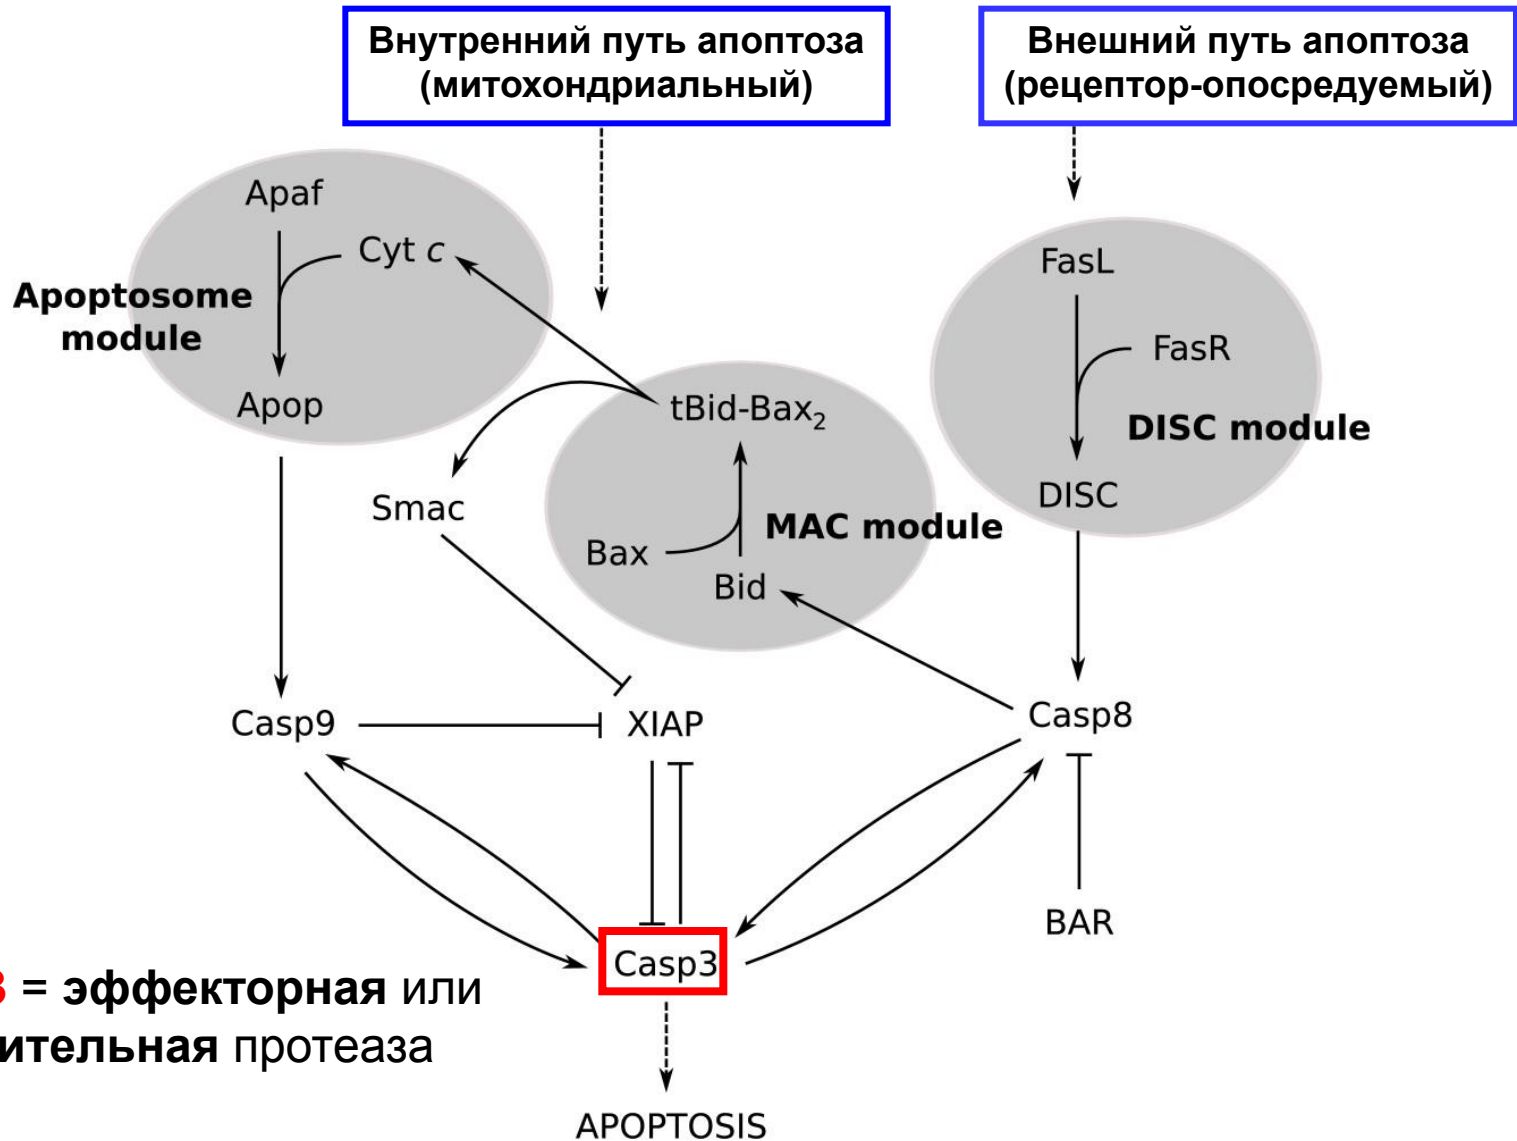 Внутренний путь апоптоза
(митохондриальный)
Внешний путь апоптоза
(рецептор-опосредуемый)
Apaf
Cyt c
Apoptosome
module
Apop
FasL
FasR
DISC module
DISC
tBid-Bax₂
Smac
Bax
MAC module
Bid
Casp9
XIAP
Casp8
BAR
Casp3
3 = эффекторная или
ительная протеаза
APOPTOSIS